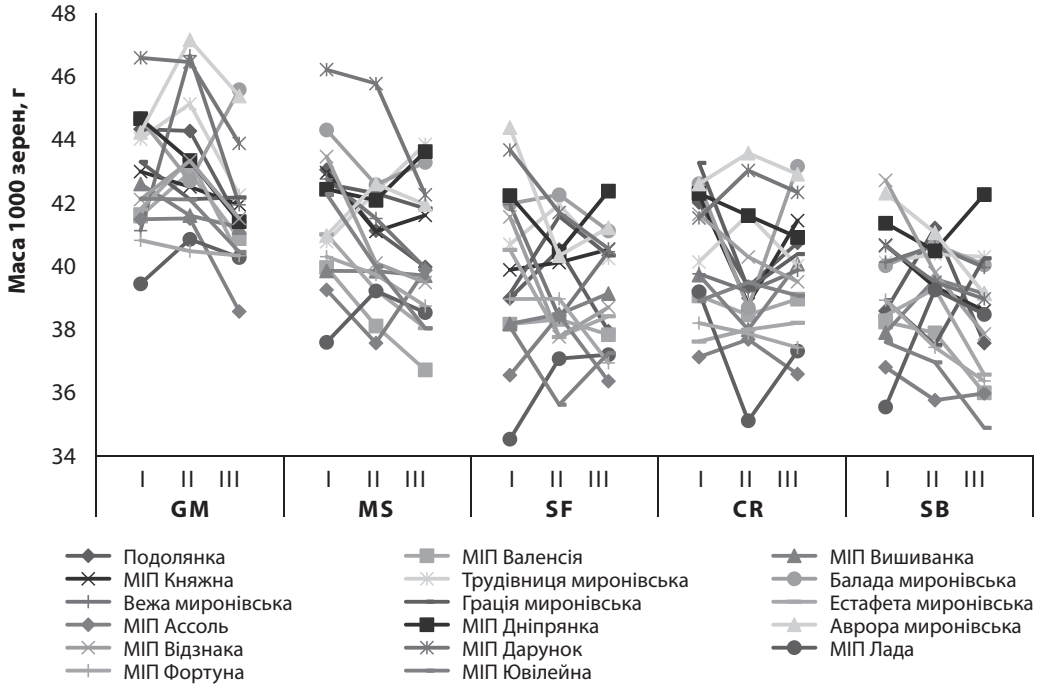 Маса 1000 зерен, г
48
46
44
42
40
38
36
34
I II III I II III I II III I II III I II III
GM MS SF CR SB
Подолянка МІП Валенсія МІП Вишиванка
МІП Княжна Трудівниця миронівська Балада миронівська
Вежа миронівська Грація миронівська Естафета миронівська
МІП Ассоль МІП Дніпрянка Аврора миронівська
МІП Відзнака МІП Дарунок МІП Лада
МІП Фортуна МІП Ювілейна